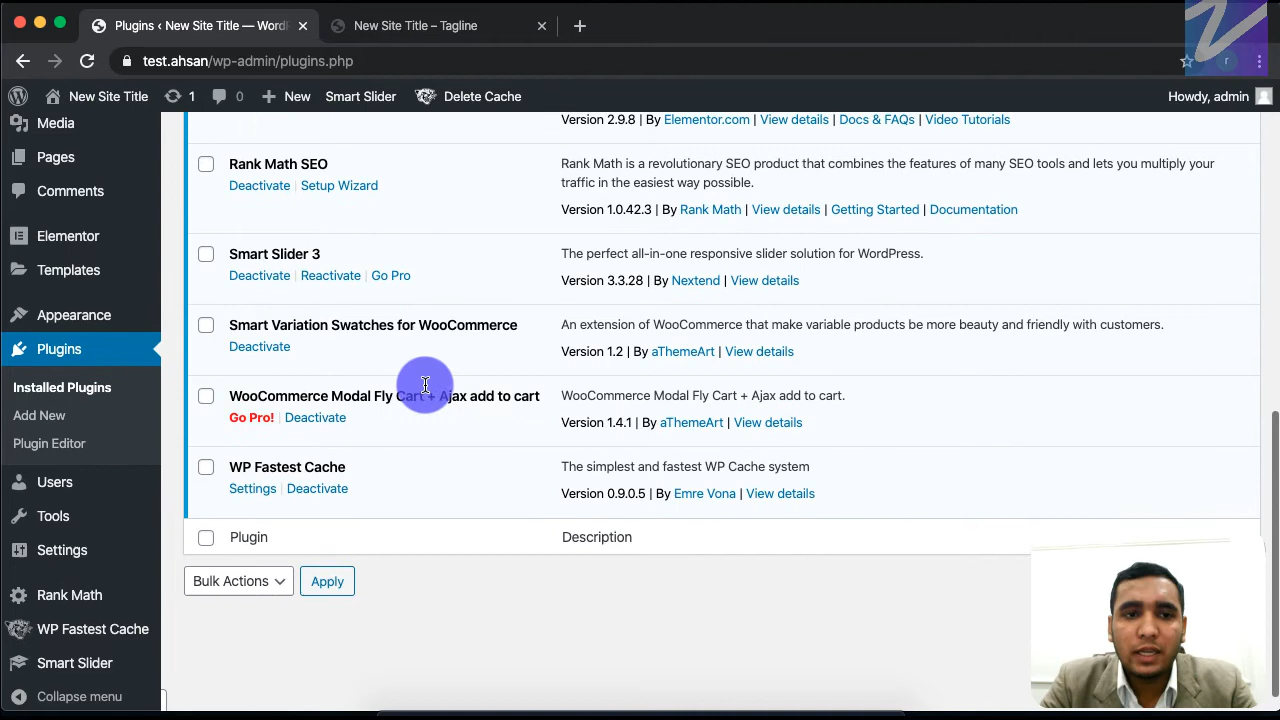 Plugins ‹ New Site Title — Word
New Site Title – Tagline
test.ahsan/wp-admin/plugins.php
r
New Site Title 1 0 New Smart Slider Delete Cache Howdy, admin
Media
Pages
Comments
Elementor
Templates
Appearance
Plugins
Installed Plugins
Add New
Plugin Editor
Users
Tools
Settings
Rank Math
WP Fastest Cache
Smart Slider
Collapse menu
Version 2.9.8 | By Elementor.com | View details | Docs & FAQs | Video Tutorials
Rank Math SEO
Deactivate | Setup Wizard
Rank Math is a revolutionary SEO product that combines the features of many SEO tools and lets you multiply your
traffic in the easiest way possible.
Version 1.0.42.3 | By Rank Math | View details | Getting Started | Documentation
Smart Slider 3
Deactivate | Reactivate | Go Pro
The perfect all-in-one responsive slider solution for WordPress.
Version 3.3.28 | By Nextend | View details
Smart Variation Swatches for WooCommerce
Deactivate
An extension of WooCommerce that make variable products be more beauty and friendly with customers.
Version 1.2 | By aThemeArt | View details
WooCommerce Modal Fly Cart + Ajax add to cart
Go Pro! | Deactivate
WooCommerce Modal Fly Cart + Ajax add to cart.
Version 1.4.1 | By aThemeArt | View details
WP Fastest Cache
Settings | Deactivate
The simplest and fastest WP Cache system
Version 0.9.0.5 | By Emre Vona | View details
Plugin
Description
Bulk Actions
Apply